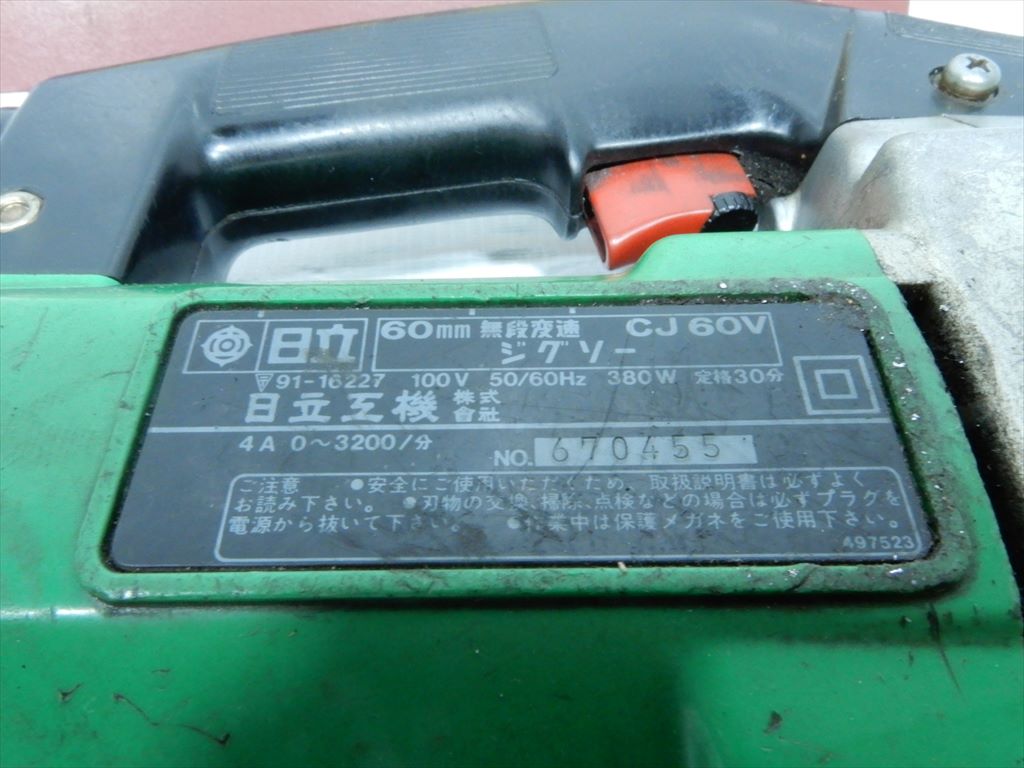 日立 60mm 無段変速 CJ 60V
ジグソー
91-16227 100V 50/60Hz 380W 定格30分
日立工機 株式會社
4A 0～3200/分
NO. 670455
ご注意 ●安全にご使用いただくため、取扱説明書は必ずよく
お読み下さい。●刃物の交換、掃除、点検などの場合は必ずプラグを
電源から抜いて下さい。●作業中は保護メガネをご使用下さい。
497523